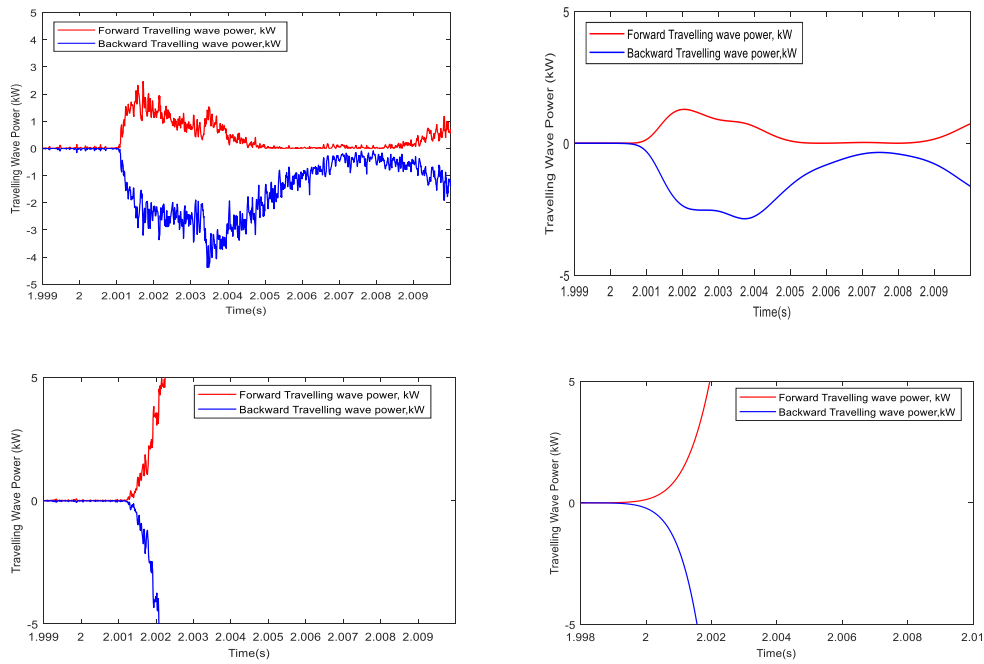 Forward Travelling wave power, kW
Backward Travelling wave power,kW
Travelling Wave Power (kW)
5
4
3
2
1
0
-1
-2
-3
-4
-5
1.999 2 2.001 2.002 2.003 2.004 2.005 2.006 2.007 2.008 2.009
Time(s)
Forward Travelling wave power, kW
Backward Travelling wave power,kW
Travelling Wave Power (kW)
5
0
-5
1.999 2 2.001 2.002 2.003 2.004 2.005 2.006 2.007 2.008 2.009
Time(s)
Forward Travelling wave power, kW
Backward Travelling wave power,kW
Travelling Wave Power (kW)
5
0
-5
1.999 2 2.001 2.002 2.003 2.004 2.005 2.006 2.007 2.008 2.009
Time(s)
Forward Travelling wave power, kW
Backward Travelling wave power,kW
Travelling Wave Power (kW)
5
0
-5
1.998 2 2.002 2.004 2.006 2.008 2.01
Time(s)